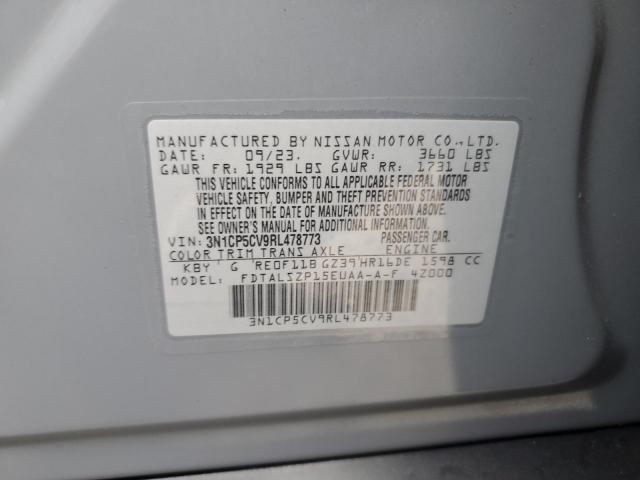 MANUFACTURED BY NISSAN MOTOR CO.,LTD.
DATE: 09/23. GVWR: 3660 LBS
GAWR FR: 1929 LBS GAWR RR: 1731 LBS
THIS VEHICLE CONFORMS TO ALL APPLICABLE FEDERAL MOTOR
VEHICLE SAFETY, BUMPER AND THEFT PREVENTION STANDARDS
IN EFFECT ON THE DATE OF MANUFACTURE SHOWN ABOVE.
SEE OWNER'S MANUAL FOR ADDITIONAL INFORMATION.
VIN: 3N1CP5CV9RL478773 PASSENGER CAR.
COLOR TRIM TRANS AXLE ENGINE
KBY G RE0F11B GZ39 HR16DE 1598 CC
MODEL: FDTALSZP15EUAA-A-F 4Z000
3N1CP5CV9RL478773